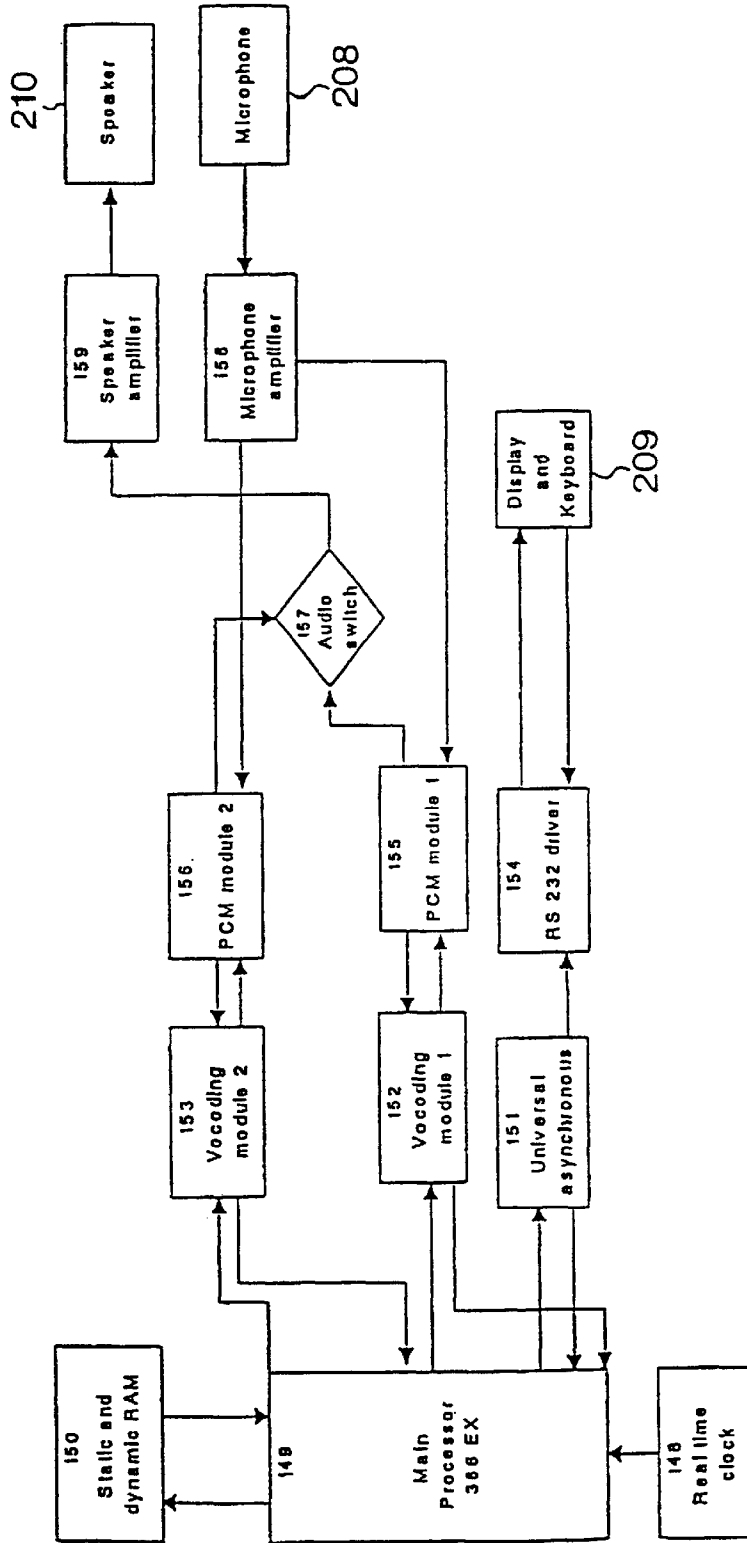 150
Static and
dynamic RAM
149
Main
Processor
386 EX
148
Real time
clock
153
Vocoding
module 2
152
Vocoding
module 1
151
Universal
asynchronous
156.
PCM module 2
155
PCM module 1
154
RS 232 driver
157
Audio
switch
159
Speaker
amplifier
158
Microphone
amplifier
Display
and
Keyboard
209
210
Speaker
Microphone
208